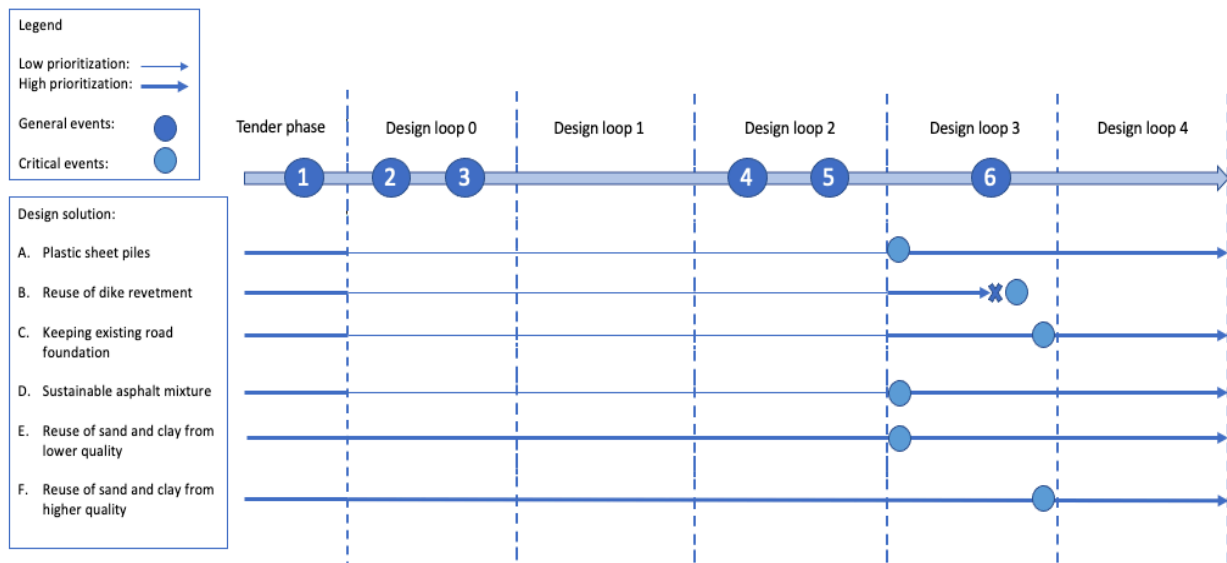 Legend
Low prioritization:
High prioritization:
General events:
Critical events:
Tender phase
Design loop 0
Design loop 1
Design loop 2
Design loop 3
Design loop 4
1
2
3
4
5
6
Design solution:
A. Plastic sheet piles
B. Reuse of dike revetment
C. Keeping existing road
foundation
D. Sustainable asphalt mixture
E. Reuse of sand and clay from
lower quality
F. Reuse of sand and clay from
higher quality